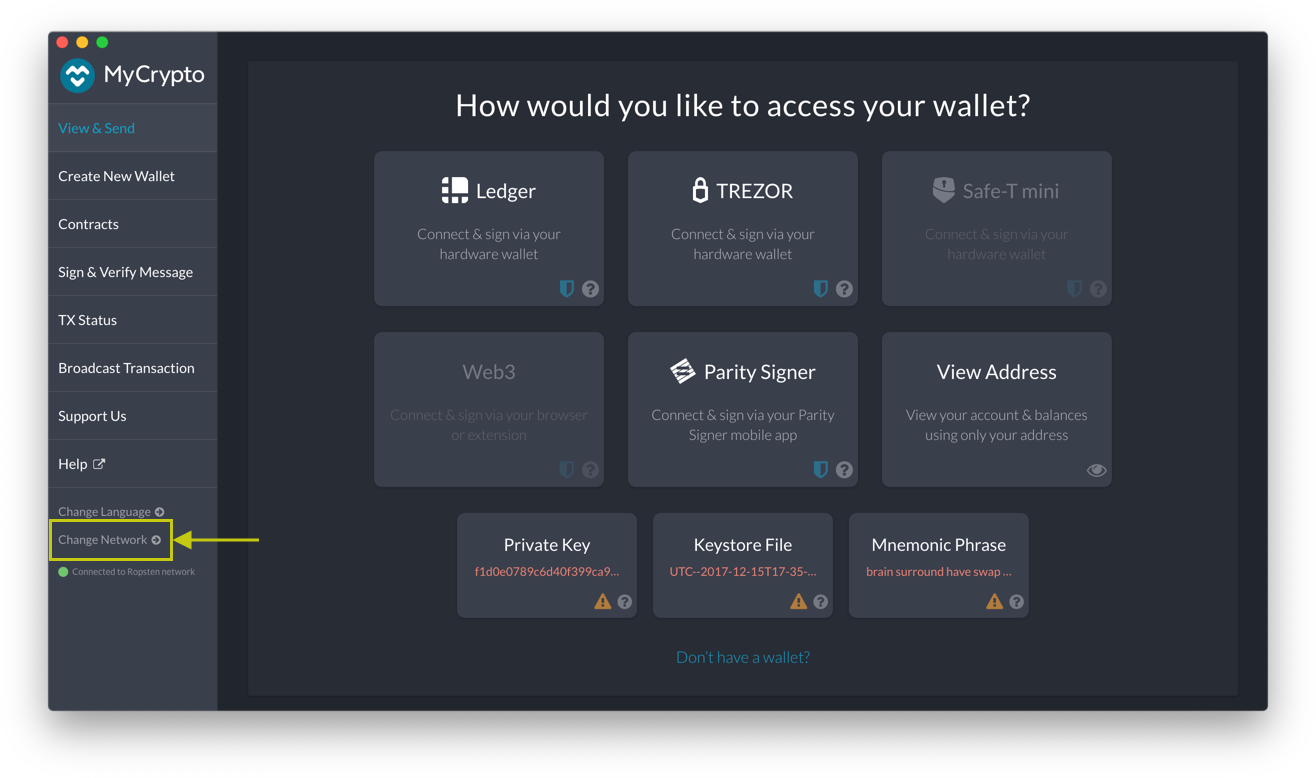 MyCrypto
View & Send
Create New Wallet
Contracts
Sign & Verify Message
TX Status
Broadcast Transaction
Support Us
Help
Change Language
Change Network
Connected to Ropsten network
How would you like to access your wallet?
Ledger
Connect & sign via your
hardware wallet
TREZOR
Connect & sign via your
hardware wallet
Safe-T mini
Connect & sign via your
hardware wallet
Web3
Connect & sign via your browser
or extension
Parity Signer
Connect & sign via your Parity
Signer mobile app
View Address
View your account & balances
using only your address
Private Key
f1d0e0789c6d40f399ca9...
Keystore File
UTC--2017-12-15T17-35-...
Mnemonic Phrase
brain surround have swap ...
Don't have a wallet?